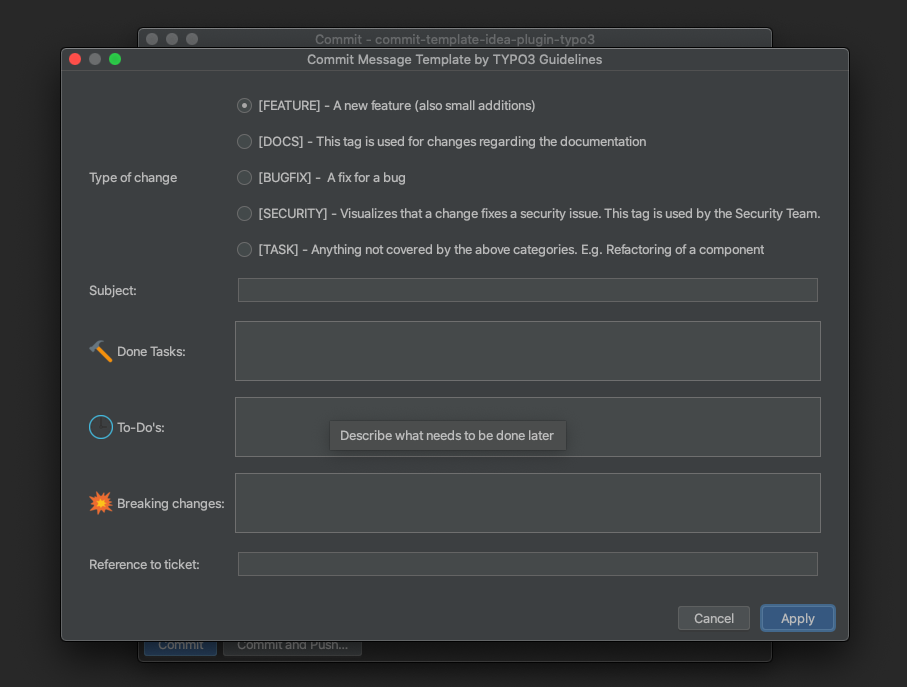 Commit - commit-template-idea-plugin-typo3
Commit Message Template by TYPO3 Guidelines
[FEATURE] - A new feature (also small additions)
[DOCS] - This tag is used for changes regarding the documentation
Type of change
[BUGFIX] -  A fix for a bug
[SECURITY] - Visualizes that a change fixes a security issue. This tag is used by the Security Team.
[TASK] - Anything not covered by the above categories. E.g. Refactoring of a component
Subject:
Done Tasks:
To-Do's:
Describe what needs to be done later
Breaking changes:
Reference to ticket:
Cancel
Apply
Commit
Commit and Push...